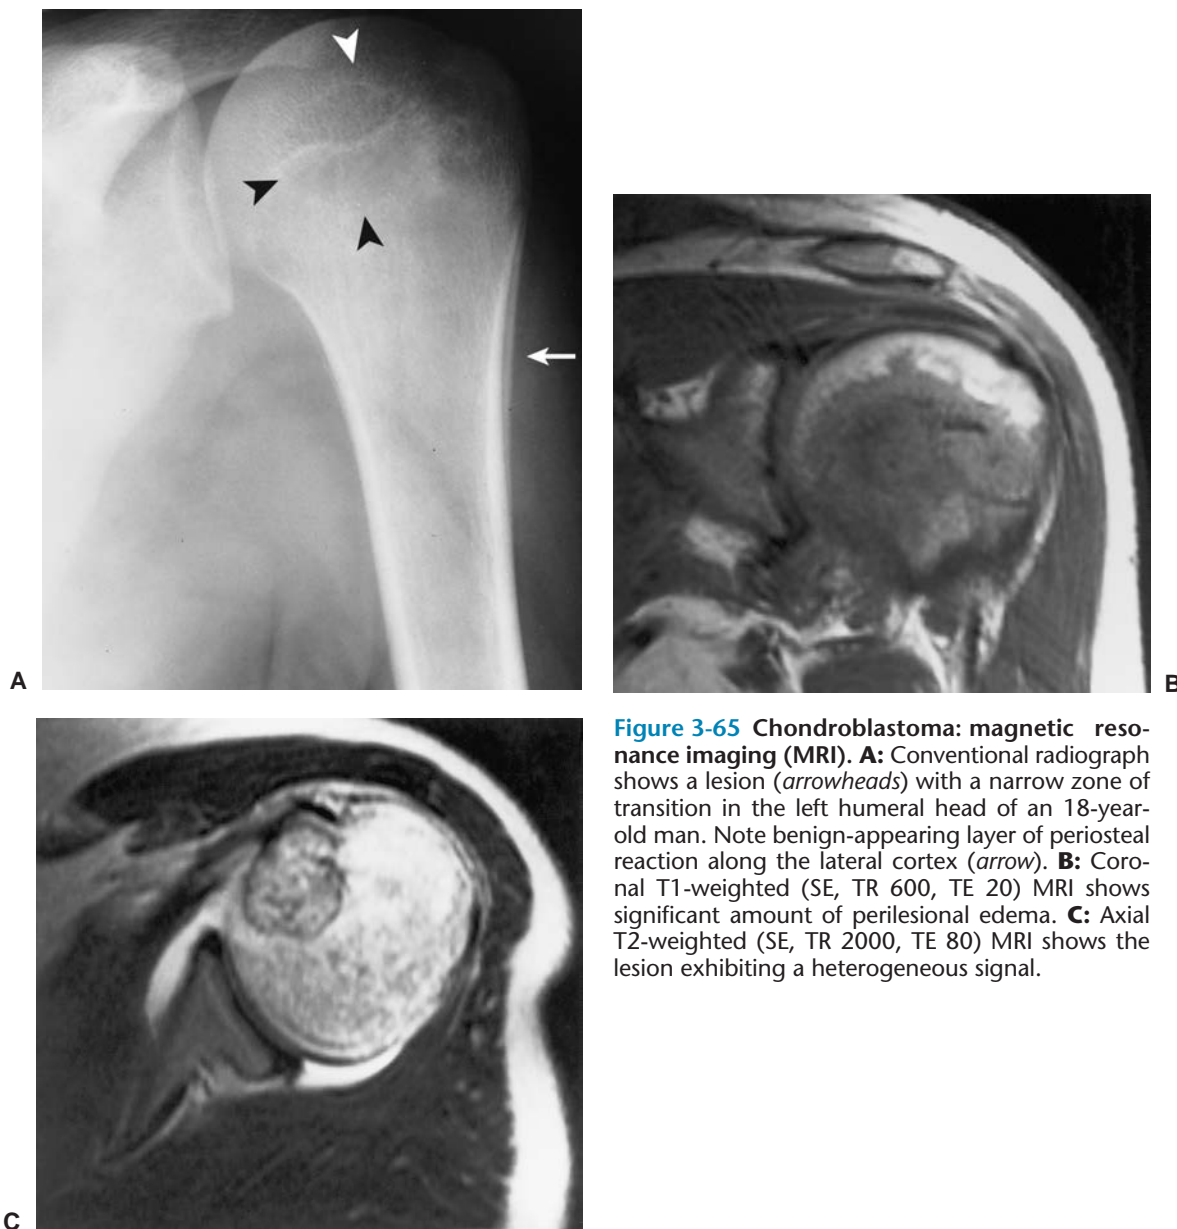 A
B
Figure 3-65 Chondroblastoma: magnetic reso-
nance imaging (MRI). A: Conventional radiograph
shows a lesion (arrowheads) with a narrow zone of
transition in the left humeral head of an 18-year-
old man. Note benign-appearing layer of periosteal
reaction along the lateral cortex (arrow). B: Coro-
nal T1-weighted (SE, TR 600, TE 20) MRI shows
significant amount of perilesional edema. C: Axial
T2-weighted (SE, TR 2000, TE 80) MRI shows the
lesion exhibiting a heterogeneous signal.
C